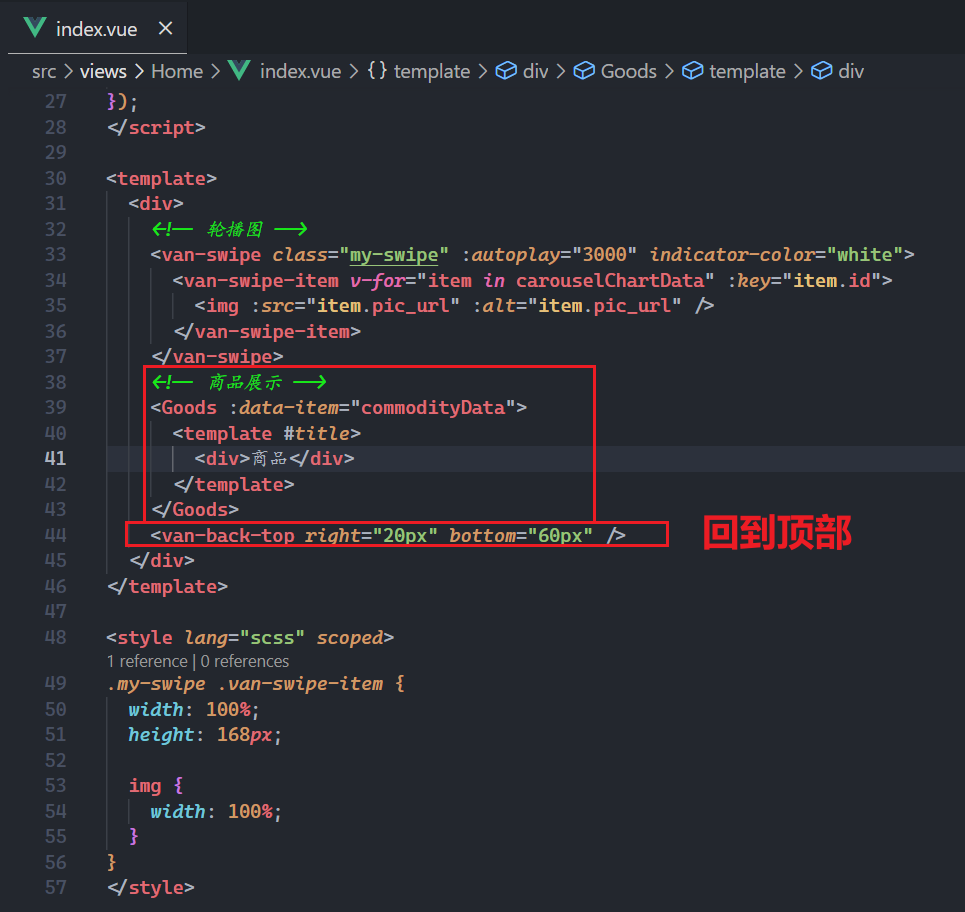 index.vue ×
src > views > Home > index.vue > {} template > div > Goods > template > div
27 });
28 </script>
29
30 <template>
31 <div>
32 <!-- 轮播图 -->
33 <van-swipe class="my-swipe" :autoplay="3000" indicator-color="white">
34 <van-swipe-item v-for="item in carouselChartData" :key="item.id">
35 <img :src="item.pic_url" :alt="item.pic_url" />
36 </van-swipe-item>
37 </van-swipe>
38 <!-- 商品展示 -->
39 <Goods :data-item="commodityData">
40 <template #title>
41 <div>商品</div>
42 </template>
43 </Goods>
44 <van-back-top right="20px" bottom="60px" /> 回到顶部
45 </div>
46 </template>
47
48 <style lang="scss" scoped>
1 reference | 0 references
49 .my-swipe .van-swipe-item {
50 width: 100%;
51 height: 168px;
52
53 img {
54 width: 100%;
55 }
56 }
57 </style>